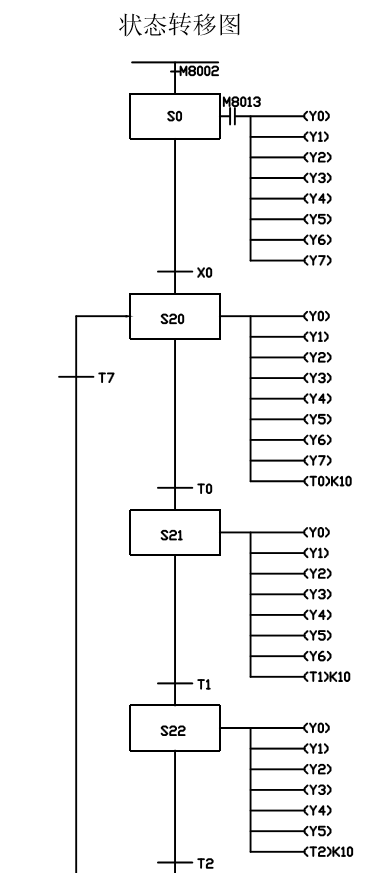 状态转移图
M8002
S0
M8013
(Y0)
(Y1)
(Y2)
(Y3)
(Y4)
(Y5)
(Y6)
(Y7)
X0
S20
(Y0)
(Y1)
(Y2)
(Y3)
(Y4)
(Y5)
(Y6)
(Y7)
(T0)K10
T7
T0
S21
(Y0)
(Y1)
(Y2)
(Y3)
(Y4)
(Y5)
(Y6)
(T1)K10
T1
S22
(Y0)
(Y1)
(Y2)
(Y3)
(Y4)
(Y5)
(T2)K10
T2